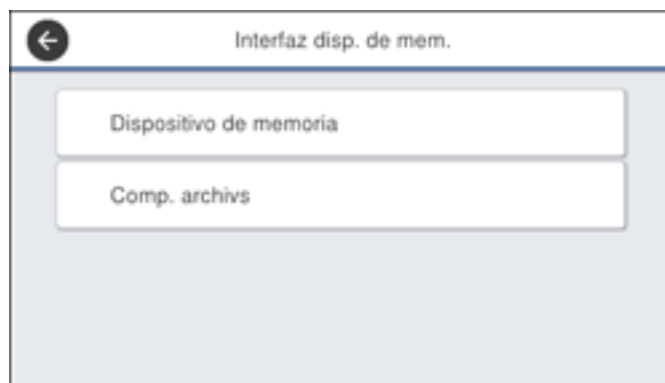 Interfaz disp. de mem.
Dispositivo de memoria
Comp. archivs